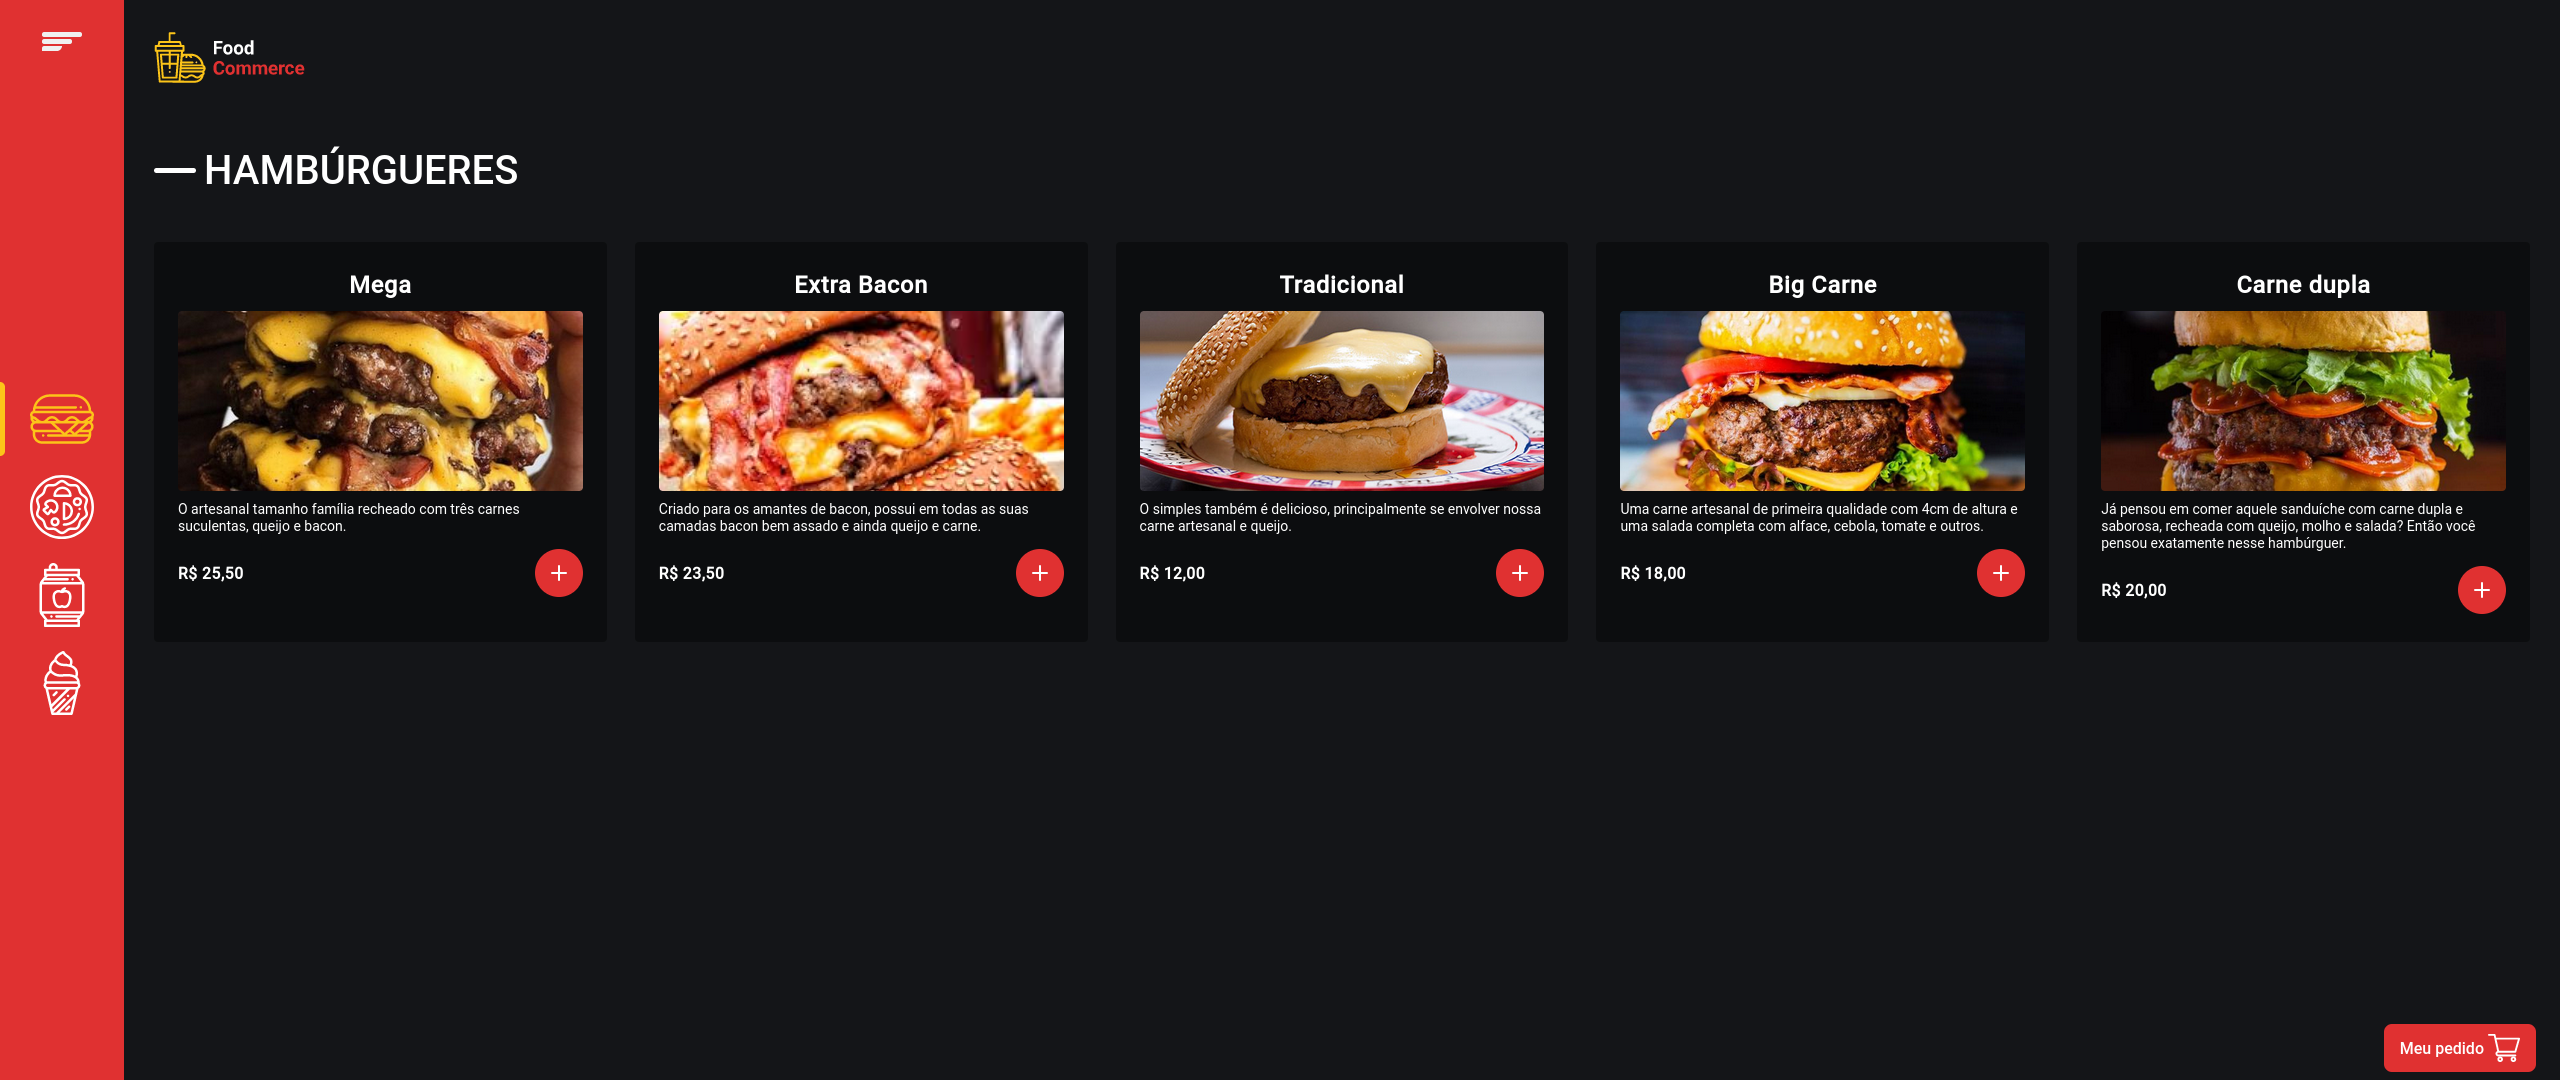 Food
Commerce
HAMBÚRGUERES
Mega
O artesanal tamanho família recheado com três carnes
suculentas, queijo e bacon.
R$ 25,50
Extra Bacon
Criado para os amantes de bacon, possui em todas as suas
camadas bacon bem assado e ainda queijo e carne.
R$ 23,50
Tradicional
O simples também é delicioso, principalmente se envolver nossa
carne artesanal e queijo.
R$ 12,00
Big Carne
Uma carne artesanal de primeira qualidade com 4cm de altura e
uma salada completa com alface, cebola, tomate e outros.
R$ 18,00
Carne dupla
Já pensou em comer aquele sanduíche com carne dupla e
saborosa, recheada com queijo, molho e salada? Então você
pensou exatamente nesse hambúrguer.
R$ 20,00
Meu pedido